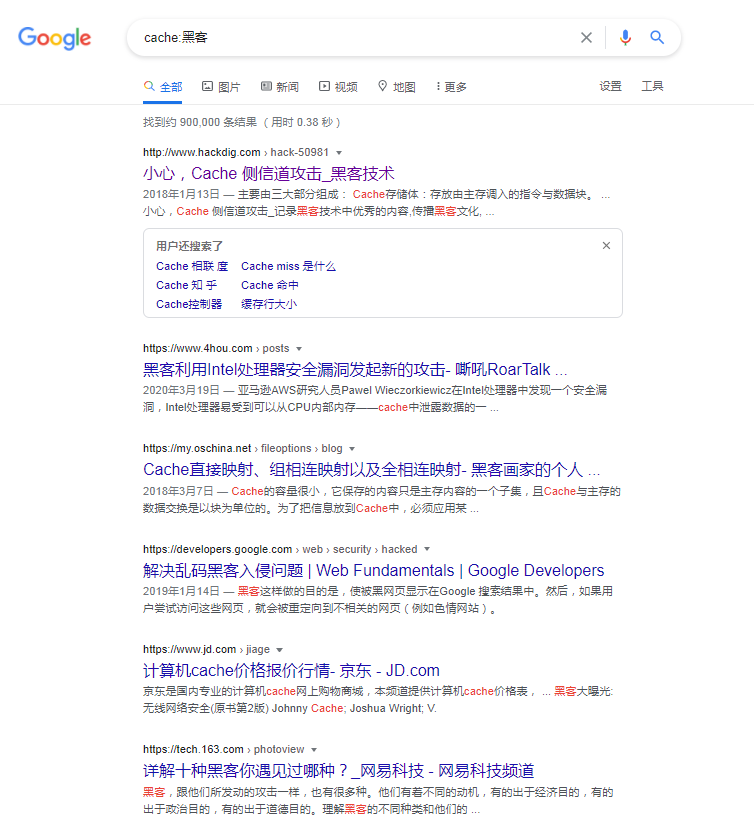 Google
cache:黑客
全部 图片 新闻 视频 地图 更多 设置 工具
找到约 900,000 条结果 （用时 0.38 秒）
http://www.hackdig.com › hack-50981
小心，Cache 侧信道攻击_黑客技术
2018年1月13日 — 主要由三大部分组成： Cache存储体：存放由主存调入的指令与数据块。 ...
小心，Cache 侧信道攻击_记录黑客技术中优秀的内容,传播黑客文化, ...
用户还搜索了
Cache 相联 度 Cache miss 是什么
Cache 知 乎 Cache 命中
Cache控制器 缓存行大小
https://www.4hou.com › posts
黑客利用Intel处理器安全漏洞发起新的攻击- 嘶吼RoarTalk ...
2020年3月19日 — 亚马逊AWS研究人员Pawel Wieczorkiewicz在Intel处理器中发现一个安全漏
洞，Intel处理器易受到可以从CPU内部内存——cache中泄露数据的一 ...
https://my.oschina.net › fileoptions › blog
Cache直接映射、组相连映射以及全相连映射- 黑客画家的个人 ...
2018年3月7日 — Cache的容量很小，它保存的内容只是主存内容的一个子集，且Cache与主存的
数据交换是以块为单位的。为了把信息放到Cache中，必须应用某 ...
https://developers.google.com › web › security › hacked
解决乱码黑客入侵问题 | Web Fundamentals | Google Developers
2019年1月14日 — 黑客这样做的目的是，使被黑网页显示在Google 搜索结果中。然后，如果用
户尝试访问这些网页，就会被重定向到不相关的网页（例如色情网站）。
https://www.jd.com › jiage
计算机cache价格报价行情- 京东 - JD.com
京东是国内专业的计算机cache网上购物商城，本频道提供计算机cache价格表， ... 黑客大曝光:
无线网络安全(原书第2版) Johnny Cache; Joshua Wright; V.
https://tech.163.com › photoview
详解十种黑客你遇见过哪种？_网易科技 - 网易科技频道
黑客，跟他们所发动的攻击一样，也有很多种。他们有着不同的动机，有的出于经济目的，有的
出于政治目的，有的出于道德目的。理解黑客的不同种类和他们的 ...